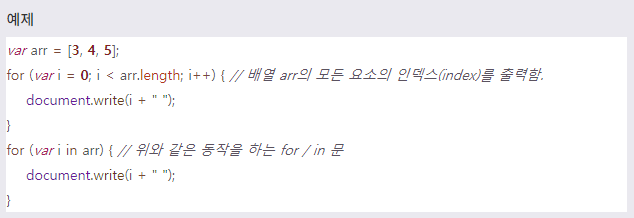 예제
var arr = [3, 4, 5];
for (var i = 0; i < arr.length; i++) { // 배열 arr의 모든 요소의 인덱스(index)를 출력함.
document.write(i + " ");
}
for (var i in arr) { // 위와 같은 동작을 하는 for / in 문
document.write(i + " ");
}